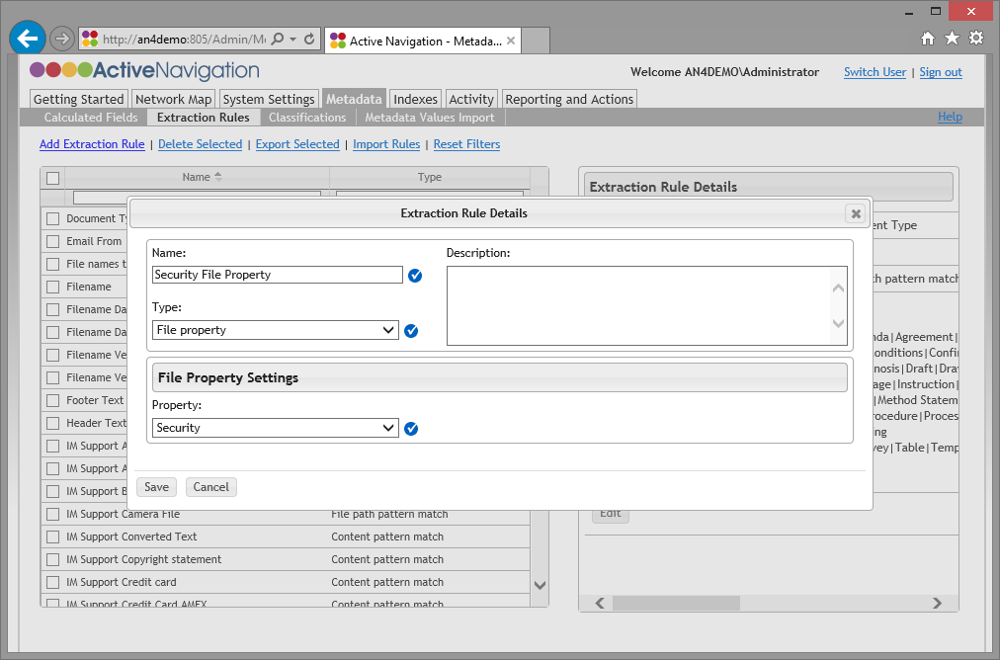 http://an4demo:805/Admin/Me
Active Navigation - Metada...
ActiveNavigation
Welcome AN4DEMO\Administrator
Switch User | Sign out
Getting Started
Network Map
System Settings
Metadata
Indexes
Activity
Reporting and Actions
Calculated Fields
Extraction Rules
Classifications
Metadata Values Import
Help
Add Extraction Rule | Delete Selected | Export Selected | Import Rules | Reset Filters
Name
Type
Extraction Rule Details
Document Ty
Email From
File names t
Filename
Filename Da
Filename Da
Filename Ve
Filename Ve
Footer Text
Header Text
IM Support A
IM Support A
IM Support B
IM Support Camera File
File path pattern match
IM Support Converted Text
Content pattern match
IM Support Copyright statement
Content pattern match
IM Support Credit card
Content pattern match
IM Support Credit Card AMEX
Content pattern match
Extraction Rule Details
Name:
Security File Property
Description:
Type:
File property
File Property Settings
Property:
Security
Save
Cancel
ent Type
h pattern match
nda|Agreement|
onditions|Confi
nosis|Draft|Dra
age|Instruction|
|Method Statem
rocedure|Proces
ng
vey|Table|Temp
Edit